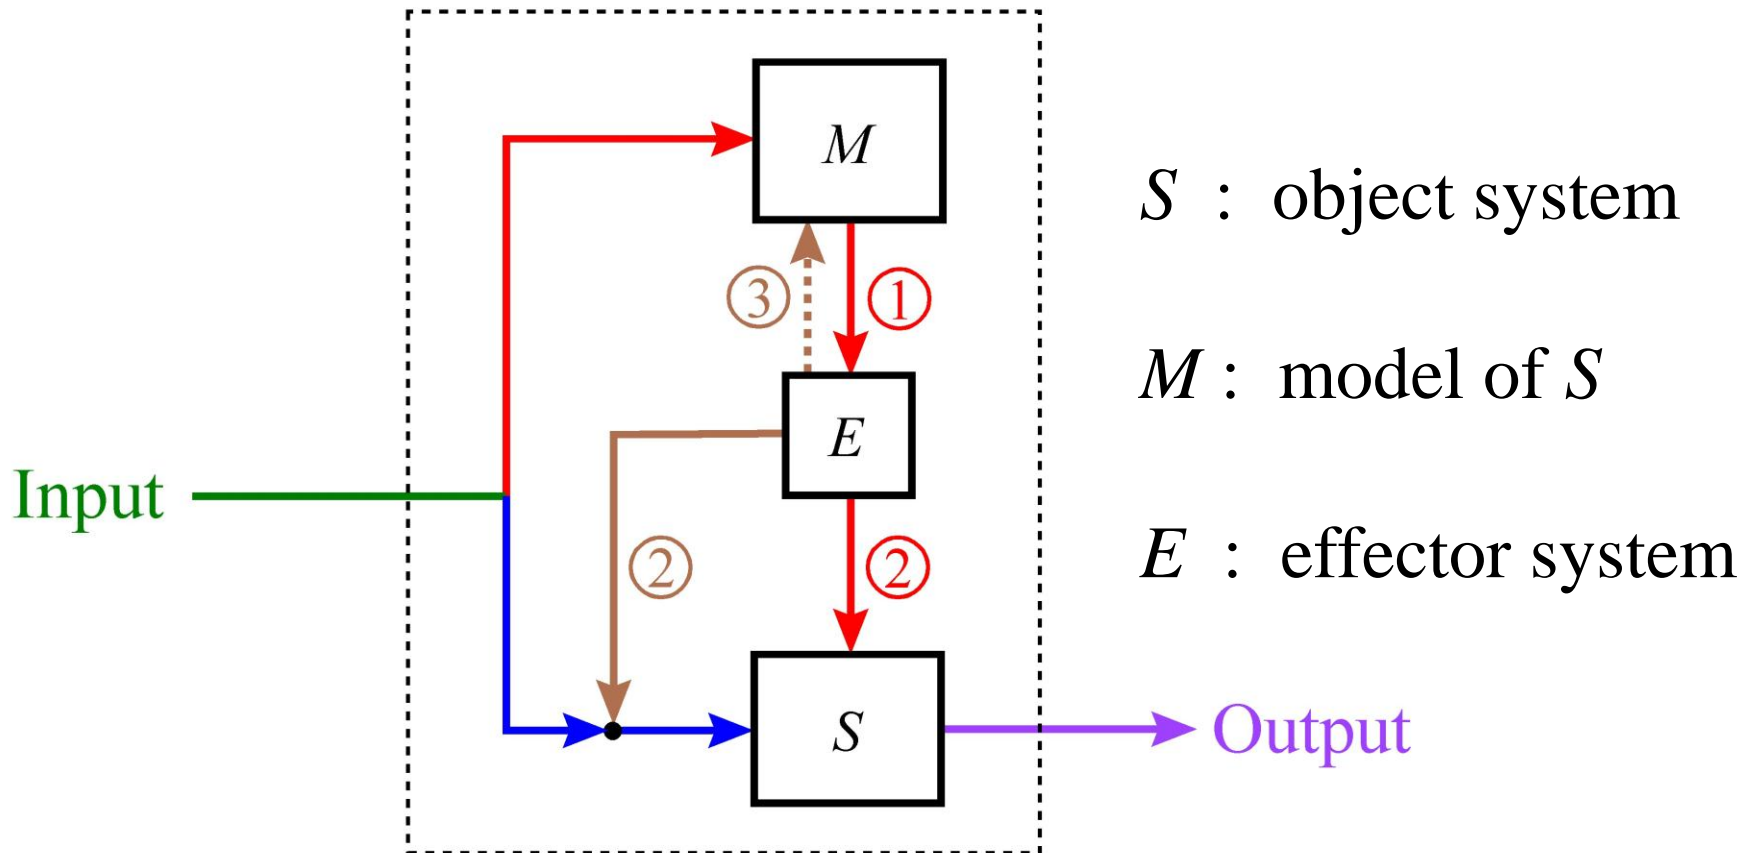 M
S : object system
③ ①
M : model of S
E
Input
② ②
E : effector system
S
Output